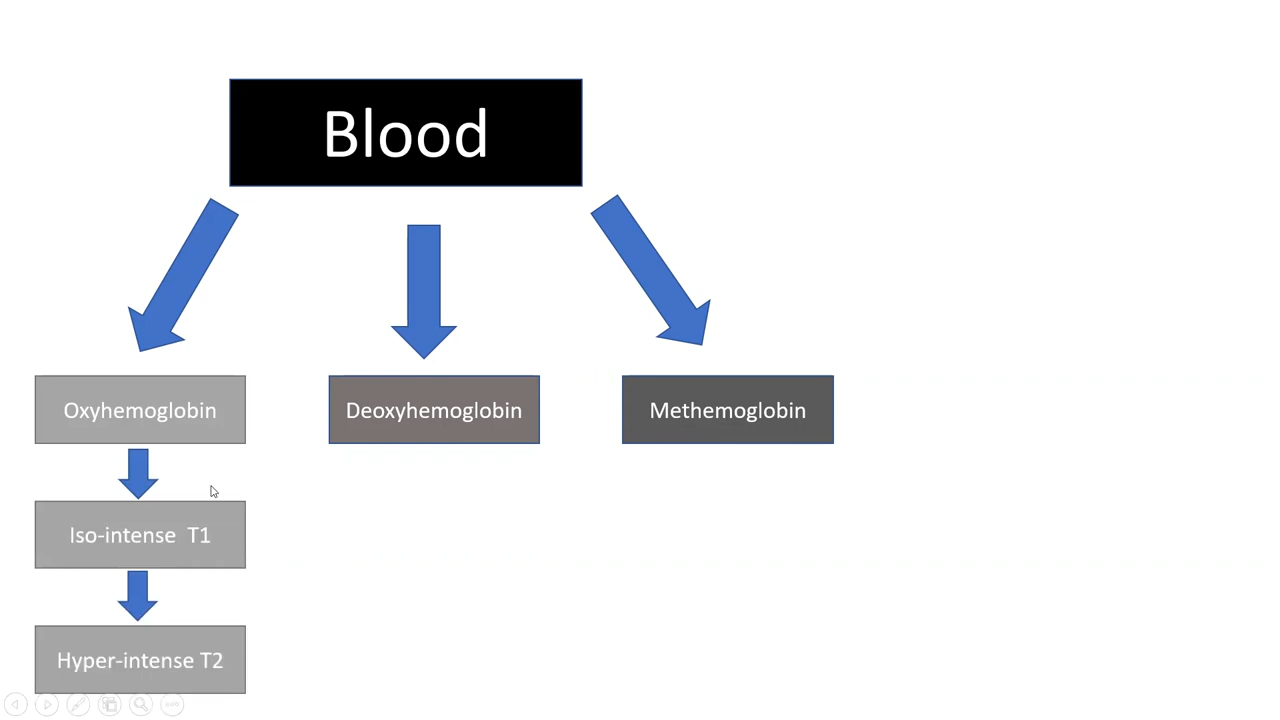 Blood
Oxyhemoglobin
Deoxyhemoglobin
Methemoglobin
Iso-intense  T1
Hyper-intense T2